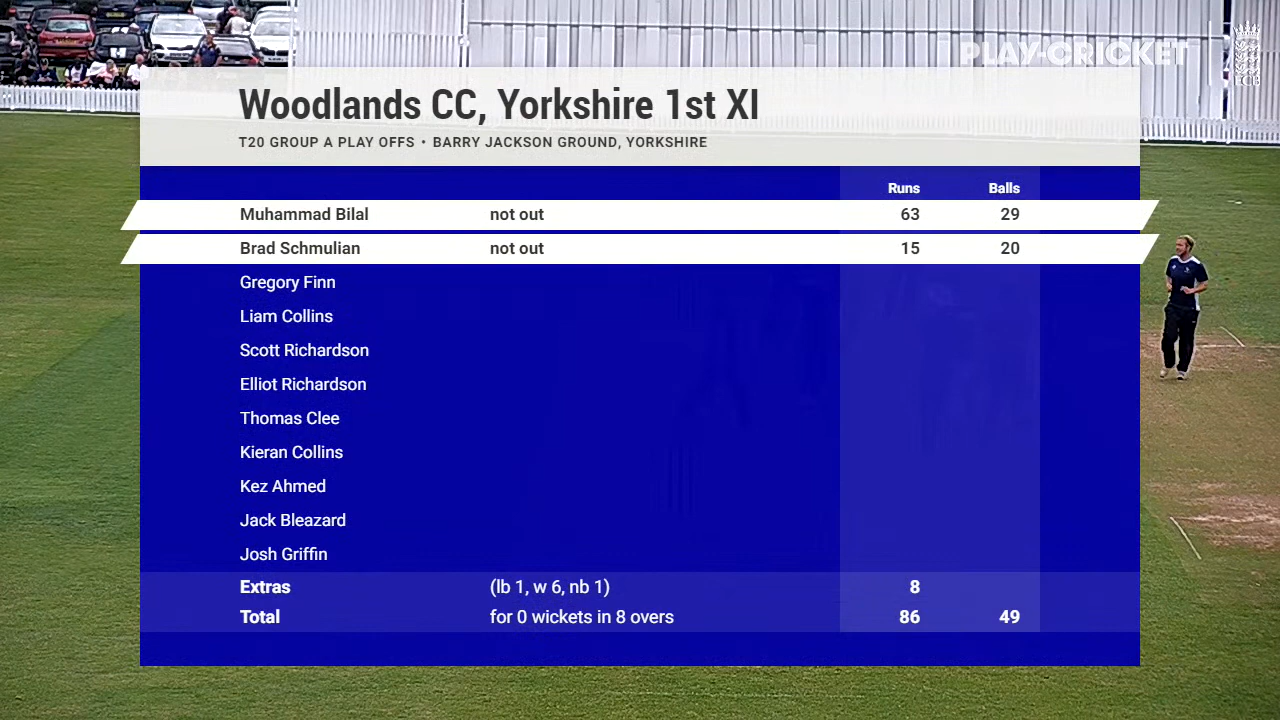 PLAY-CRICKET
ECB
Woodlands CC, Yorkshire 1st XI
T20 GROUP A PLAY OFFS • BARRY JACKSON GROUND, YORKSHIRE
Runs Balls
Muhammad Bilal not out 63 29
Brad Schmulian not out 15 20
Gregory Finn
Liam Collins
Scott Richardson
Elliot Richardson
Thomas Clee
Kieran Collins
Kez Ahmed
Jack Bleazard
Josh Griffin
Extras (lb 1, w 6, nb 1) 8
Total for 0 wickets in 8 overs 86 49